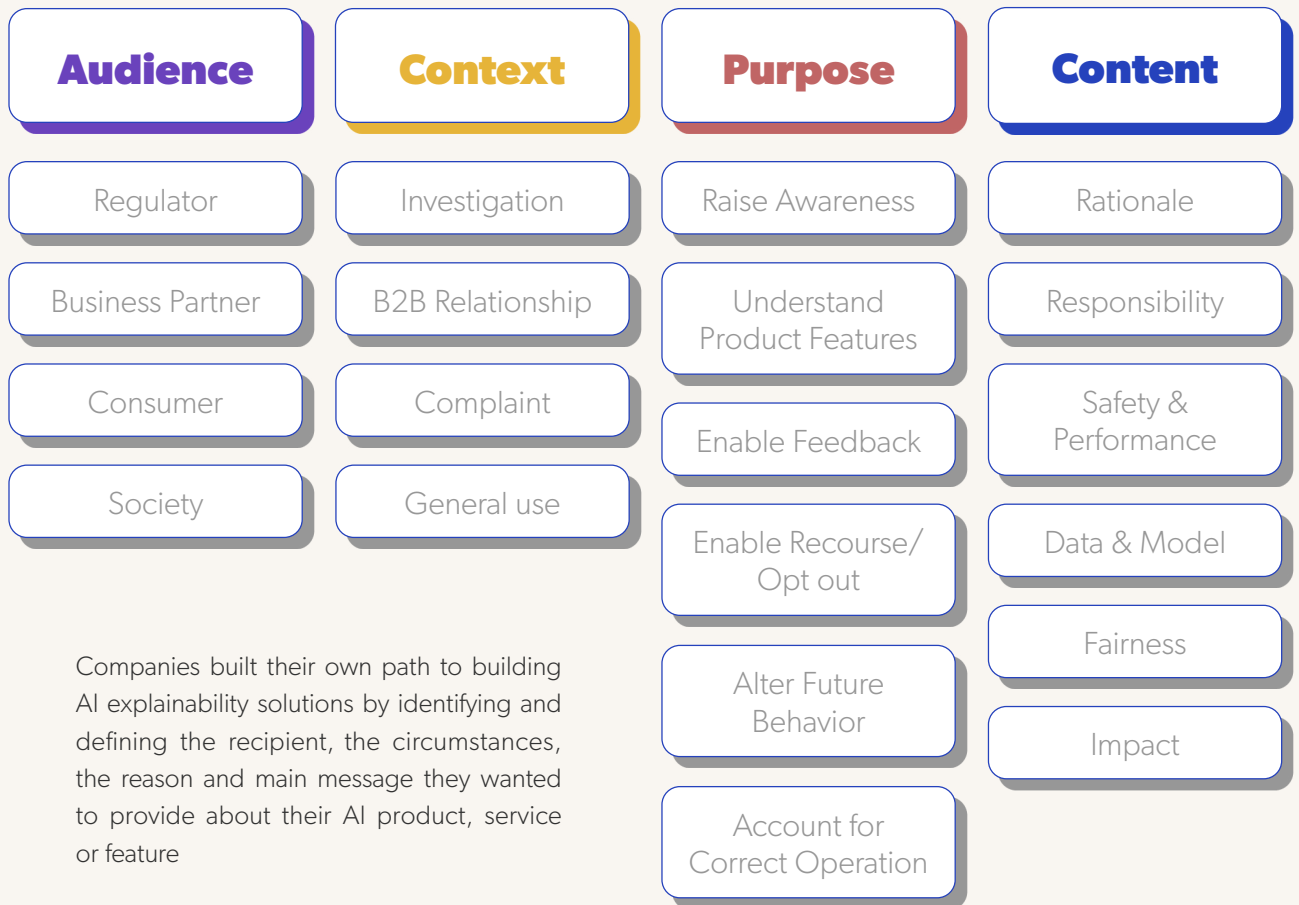 Audience
Context
Purpose
Content
Regulator
Business Partner
Consumer
Society
Investigation
B2B Relationship
Complaint
General use
Raise Awareness
Understand
Product Features
Enable Feedback
Enable Recourse/
Opt out
Alter Future
Behavior
Account for
Correct Operation
Rationale
Responsibility
Safety &
Performance
Data & Model
Fairness
Impact
Companies built their own path to building
AI explainability solutions by identifying and
defining the recipient, the circumstances,
the reason and main message they wanted
to provide about their AI product, service
or feature